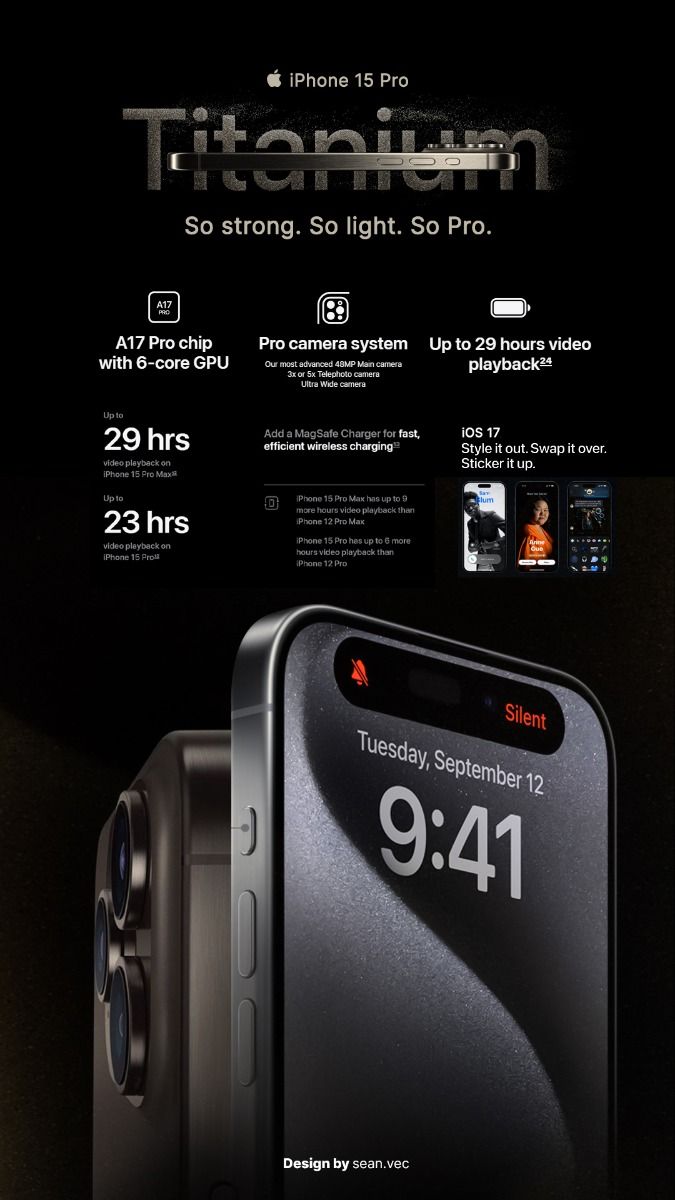 iPhone 15 Pro
Titanium
So strong. So light. So Pro.
A17
PRO
A17 Pro chip
with 6-core GPU
Pro camera system
Our most advanced 48MP Main camera
3x or 5x Telephoto camera
Ultra Wide camera
Up to 29 hours video
playback24
Up to
29 hrs
video playback on
iPhone 15 Pro Max
Up to
23 hrs
video playback on
iPhone 15 Pro
Add a MagSafe Charger for fast,
efficient wireless charging
iPhone 15 Pro Max has up to 9
more hours video playback than
iPhone 12 Pro Max
iPhone 15 Pro has up to 6 more
hours video playback than
iPhone 12 Pro
iOS 17
Style it out. Swap it over.
Sticker it up.
Silent
Tuesday, September 12
9:41
Design by sean.vec